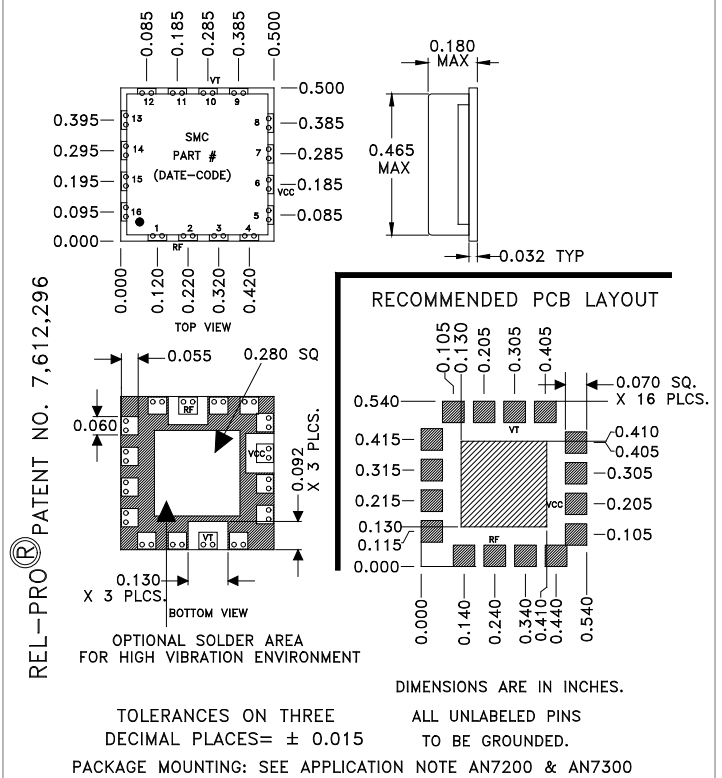 0.085
0.185
0.285
0.385
0.500
VT
12
11
10
9
0.500
0.395
13
8
0.385
SMC
0.295
14
PART #
7
0.285
0.195
15
(DATE-CODE)
6
0.185
VCC
0.095
16
5
0.085
0.000
1
2
3
4
RF
0.000
0.120
0.220
0.320
0.420
TOP VIEW
0.180
MAX
0.465
MAX
0.032 TYP
REL-PRO® PATENT NO. 7,612,296
0.055
0.280 SQ
0.060
RF
VCC
0.092
X 3 PLCS.
VT
0.130
X 3 PLCS.
BOTTOM VIEW
OPTIONAL SOLDER AREA
FOR HIGH VIBRATION ENVIRONMENT
RECOMMENDED PCB LAYOUT
0.105
0.130
0.205
0.305
0.405
0.070 SQ.
X 16 PLCS.
0.540
VT
0.415
0.410
0.405
0.315
0.305
0.215
VCC
0.205
0.130
0.115
RF
0.105
0.000
0.000
0.140
0.240
0.340
0.410
0.440
0.540
DIMENSIONS ARE IN INCHES.
TOLERANCES ON THREE
DECIMAL PLACES= ± 0.015
ALL UNLABELED PINS
TO BE GROUNDED.
PACKAGE MOUNTING: SEE APPLICATION NOTE AN7200 & AN7300